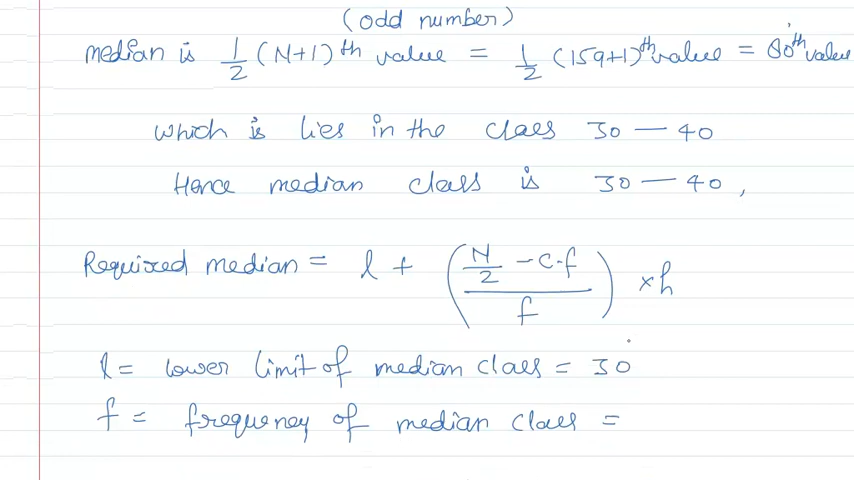 (odd number)
median is 1/2 (N+1)th value = 1/2 (159+1)th value = 80th value
which is lies in the class 30 — 40
Hence median class is 30 — 40,
Required median = l + ((N/2 - c.f)/f) × h
l = lower limit of median class = 30
f = frequency of median class =